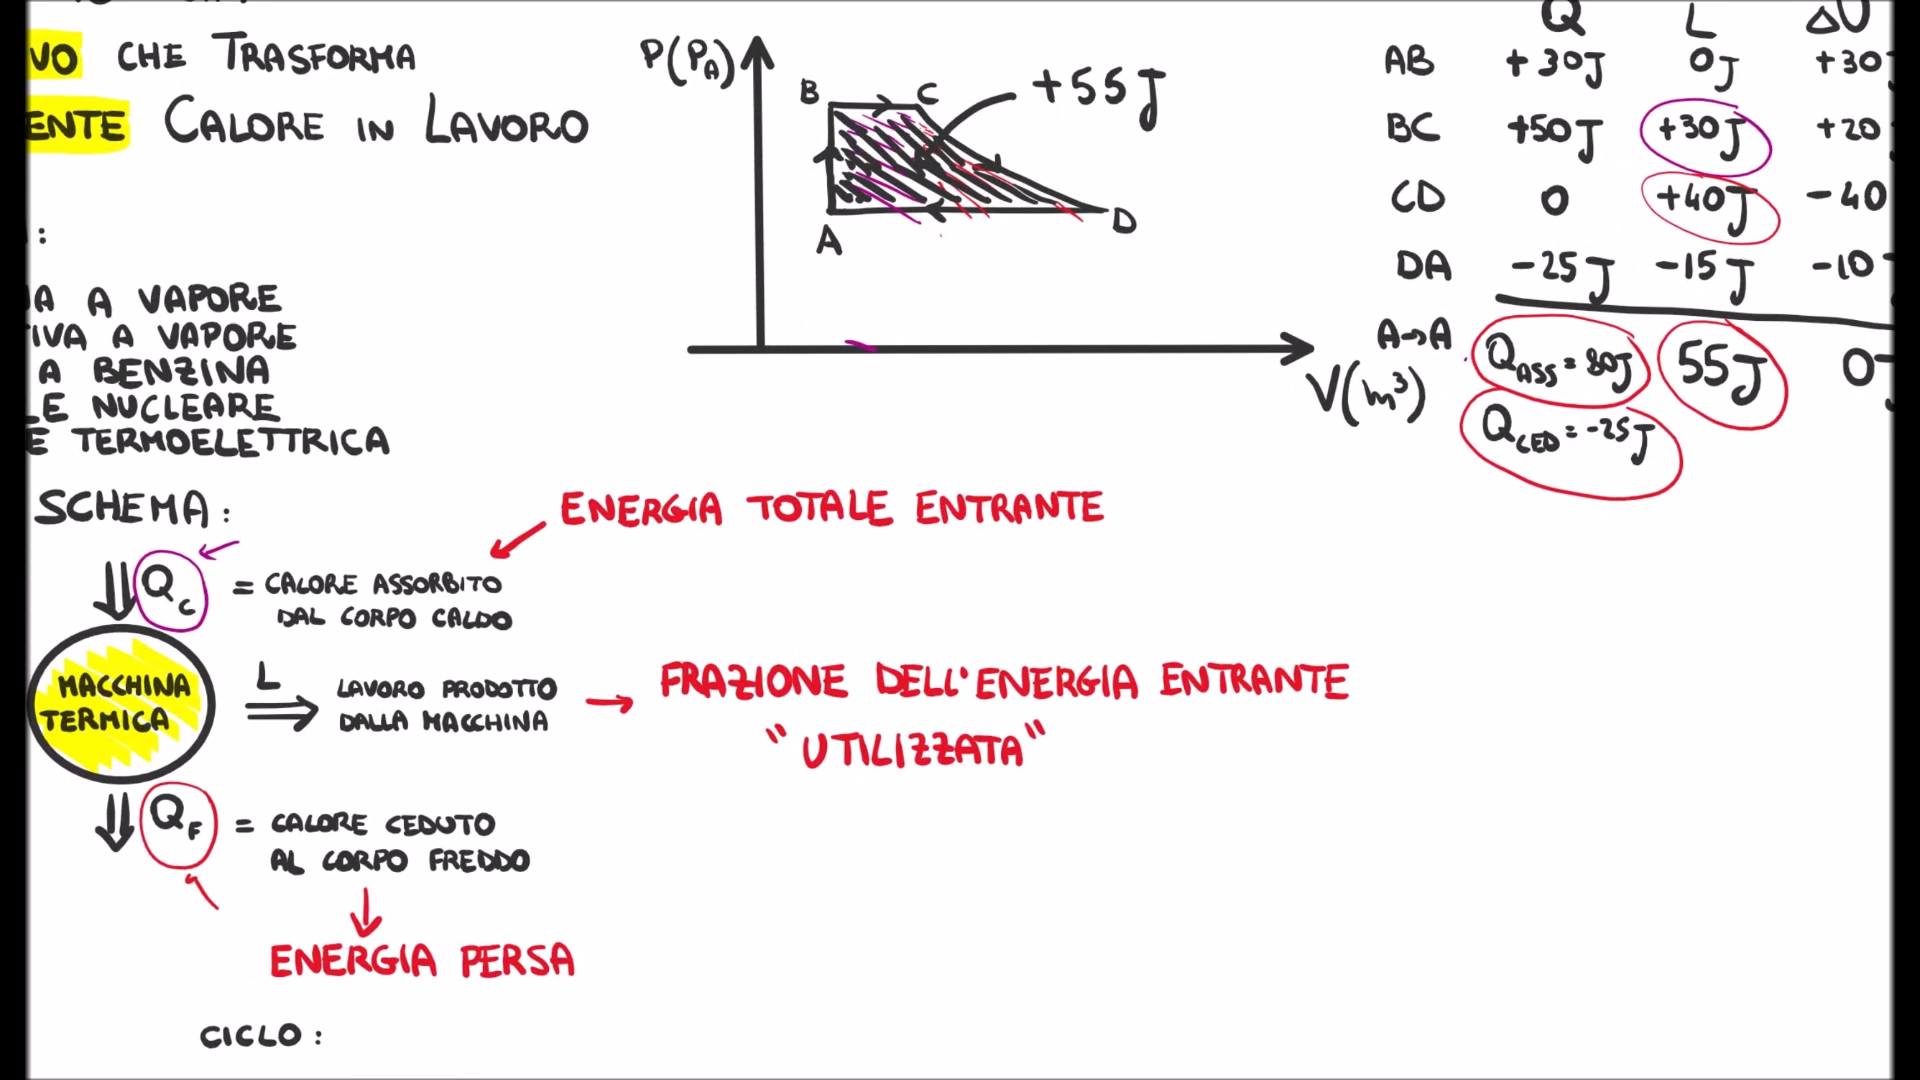 VO CHE TRASFORMA
ENTE CALORE IN LAVORO
:
A A VAPORE
IVA A VAPORE
A BENZINA
LE NUCLEARE
E TERMOELETTRICA
P(PA)
B C
+55J
A D
V(m³)
Q L ΔU
AB +30J 0J +30
BC +50J +30J +20
CD 0 +40J -40
DA -25J -15J -10
A→A QASS = 80J 55J 0
QCED = -25J
SCHEMA:
ENERGIA TOTALE ENTRANTE
QC = CALORE ASSORBITO
DAL CORPO CALDO
MACCHINA
TERMICA
L
LAVORO PRODOTTO
DALLA MACCHINA
FRAZIONE DELL'ENERGIA ENTRANTE
"UTILIZZATA"
QF = CALORE CEDUTO
AL CORPO FREDDO
ENERGIA PERSA
CICLO: